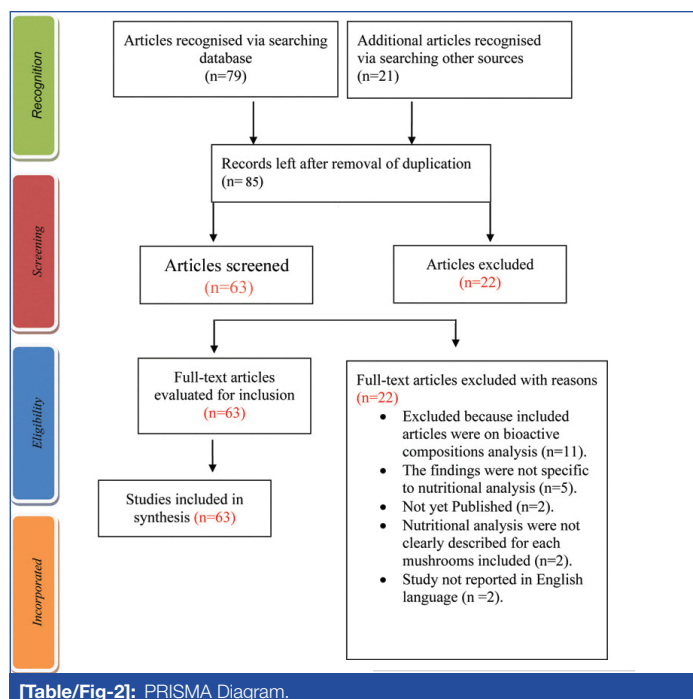 Recognition
Articles recognised via searching
database
(n=79)
Additional articles recognised
via searching other sources
(n=21)
Records left after removal of duplication
(n=85)
Screening
Articles screened
(n=63)
Articles excluded
(n=22)
Eligibility
Full-text articles
evaluated for inclusion
(n=63)
Full-text articles excluded with reasons
(n=22)
• Excluded because included
articles were on bioactive
compositions analysis (n=11).
• The findings were not specific
to nutritional analysis (n=5).
• Not yet Published (n=2).
• Nutritional analysis were not
clearly described for each
mushrooms included (n=2).
• Study not reported in English
language (n =2).
Incorporated
Studies included in
synthesis (n=63)
[Table/Fig-2]: PRISMA Diagram.